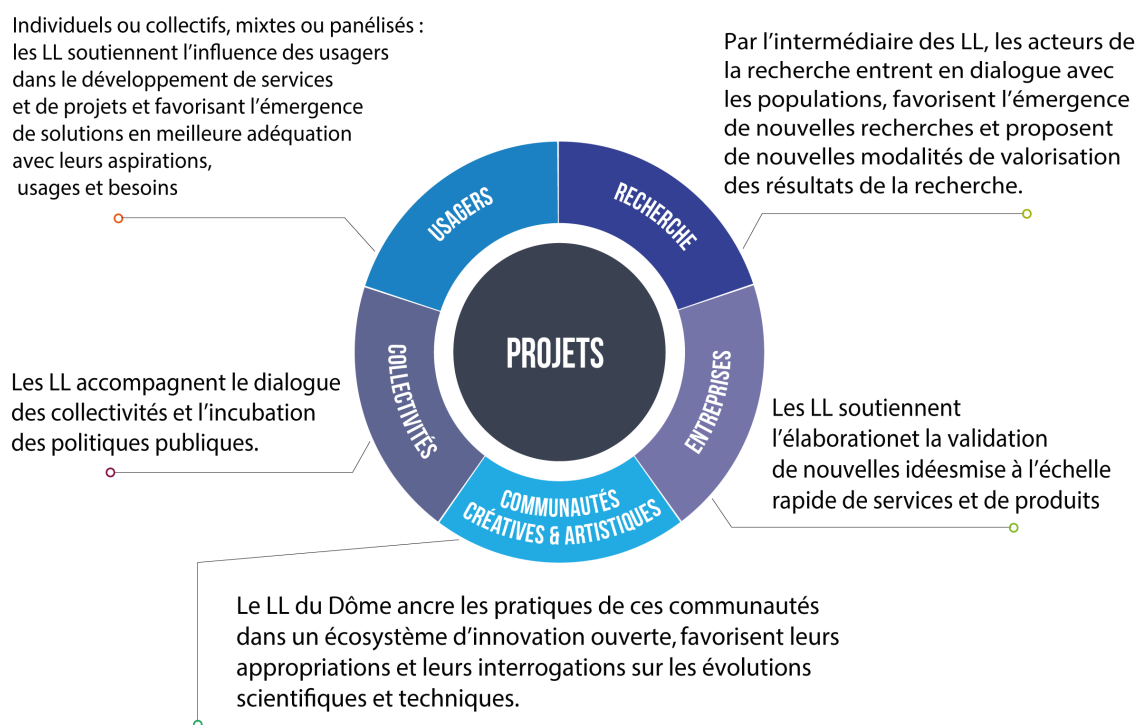 Individuels ou collectifs, mixtes ou panélisés :
les LL soutiennent l’influence des usagers
dans le développement de services
et de projets et favorisant l’émergence
de solutions en meilleure adéquation
avec leurs aspirations,
usages et besoins
Par l’intermédiaire des LL, les acteurs de
la recherche entrent en dialogue avec
les populations, favorisent l’émergence
de nouvelles recherches et proposent
de nouvelles modalités de valorisation
des résultats de la recherche.
USAGERS
RECHERCHE
PROJETS
COLLECTIVITÉS
ENTREPRISES
COMMUNAUTÉS
CRÉATIVES & ARTISTIQUES
Les LL accompagnent le dialogue
des collectivités et l’incubation
des politiques publiques.
Les LL soutiennent
l’élaborationet la validation
de nouvelles idéesmise à l’échelle
rapide de services et de produits
Le LL du Dôme ancre les pratiques de ces communautés
dans un écosystème d’innovation ouverte, favorisent leurs
appropriations et leurs interrogations sur les évolutions
scientifiques et techniques.